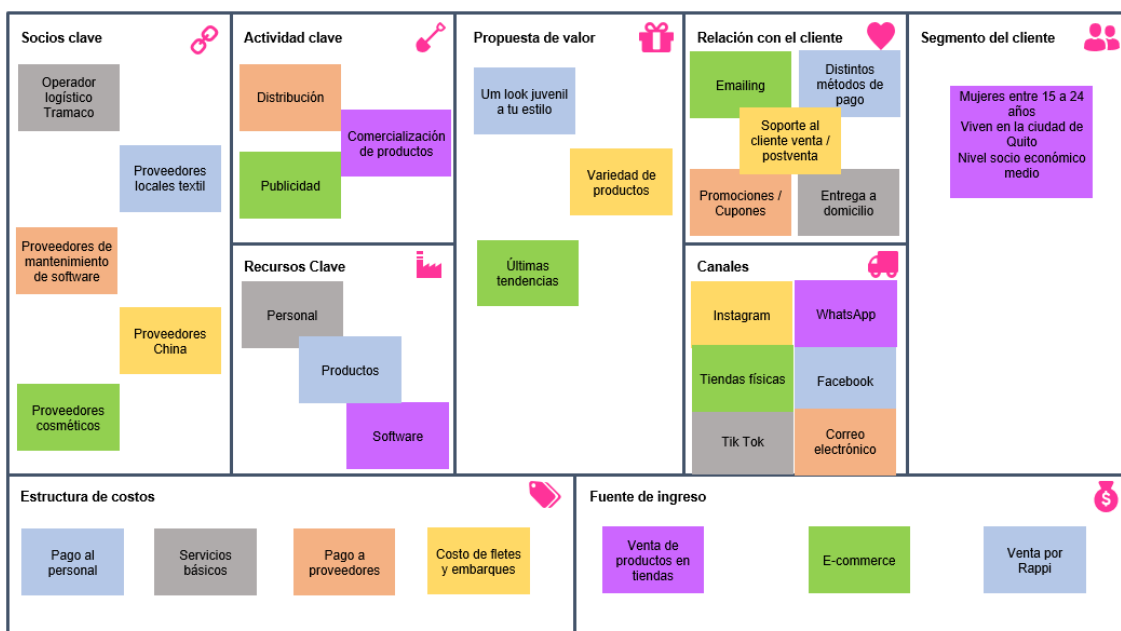 Socios clave
Operador
logístico
Tramaco
Proveedores
locales textil
Proveedores de
mantenimiento
de software
Proveedores
China
Proveedores
cosméticos
Actividad clave
Distribución
Comercialización
de productos
Publicidad
Recursos Clave
Personal
Productos
Software
Propuesta de valor
Um look juvenil
a tu estilo
Variedad de
productos
Últimas
tendencias
Relación con el cliente
Emailing
Distintos
métodos de
pago
Soporte al
cliente venta /
postventa
Promociones /
Cupones
Entrega a
domicilio
Canales
Instagram
WhatsApp
Tiendas físicas
Facebook
Tik Tok
Correo
electrónico
Segmento del cliente
Mujeres entre 15 a 24
años
Viven en la ciudad de
Quito
Nivel socio económico
medio
Estructura de costos
Pago al
personal
Servicios
básicos
Pago a
proveedores
Costo de fletes
y embarques
Fuente de ingreso
$
Venta de
productos en
tiendas
E-commerce
Venta por
Rappi